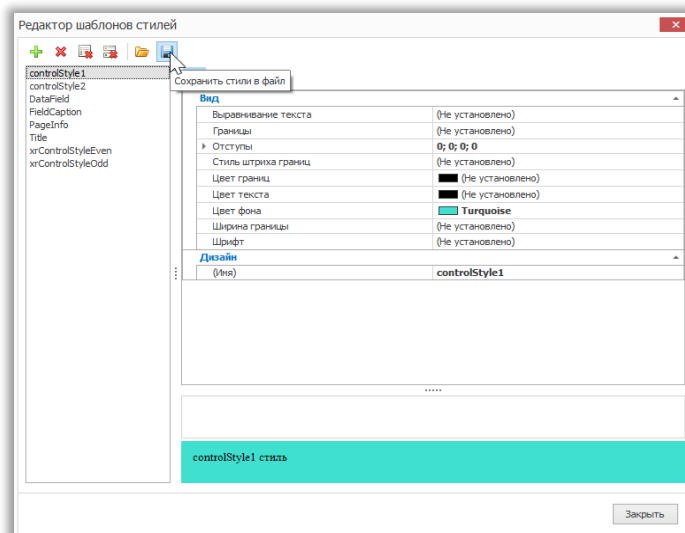 Редактор шаблонов стилей
Сохранить стили в файл
controlStyle1
controlStyle2
DataField
FieldCaption
PageInfo
Title
xrControlStyleEven
xrControlStyleOdd
Вид
Выравнивание текста (Не установлено)
Границы (Не установлено)
Отступы 0; 0; 0; 0
Стиль штриха границ (Не установлено)
Цвет границ (Не установлено)
Цвет текста (Не установлено)
Цвет фона Turquoise
Ширина границы (Не установлено)
Шрифт (Не установлено)
Дизайн
(Имя) controlStyle1
controlStyle1 стиль
Закрыть